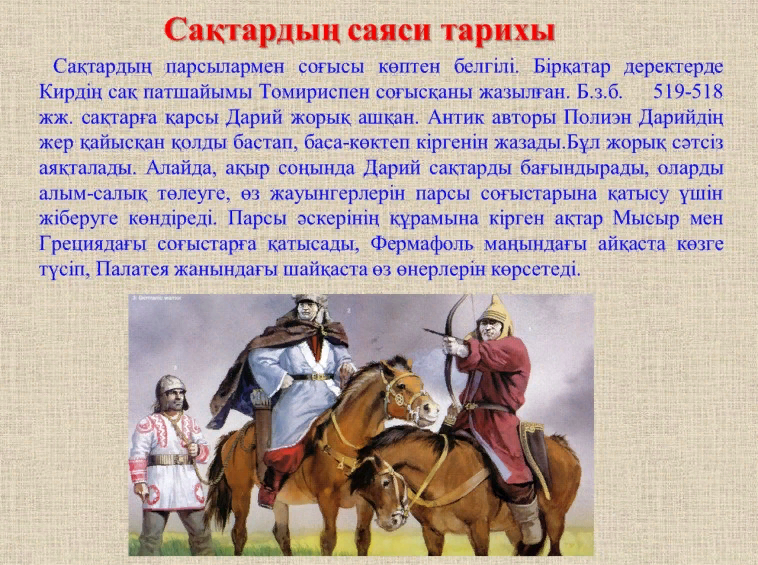 Сақтардың саяси тарихы
Сақтардың парсылармен соғысы көптен белгілі. Бірқатар деректерде
Кирдің сақ патшайымы Томириспен соғысқаны жазылған. Б.з.б. 519-518
жж. сақтарға қарсы Дарий жорық ашқан. Антик авторы Полиэн Дарийдің
жер қайысқан қолды бастап, баса-көктеп кіргенін жазады.Бұл жорық сәтсіз
аяқталады. Алайда, ақыр соңында Дарий сақтарды бағындырады, оларды
алым-салық төлеуге, өз жауынгерлерін парсы соғыстарына қатысу үшін
жіберуге көндіреді. Парсы әскерінің құрамына кірген ақтар Мысыр мен
Грециядағы соғыстарға қатысады, Фермафоль маңындағы айқаста көзге
түсіп, Палатея жанындағы шайқаста өз өнерлерін көрсетеді.